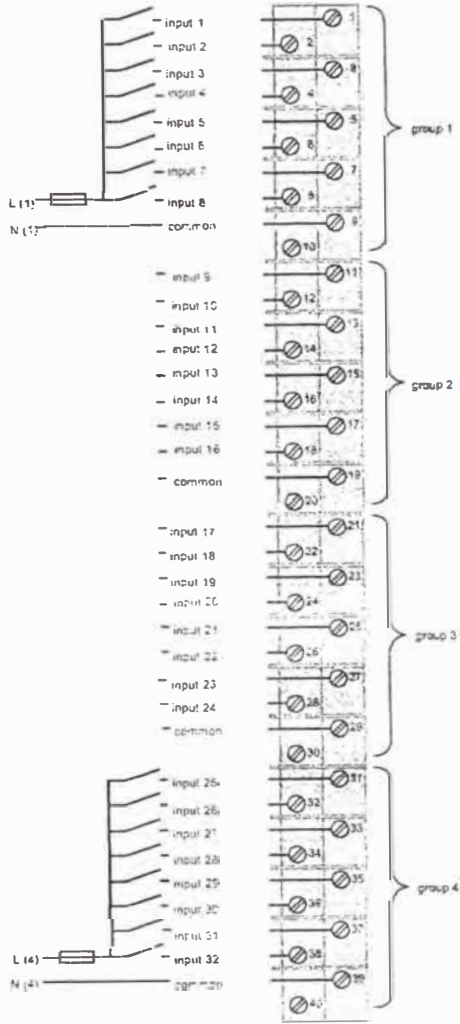 input 1 1
input 2 2
input 3 3
input 4 4
input 5 5
input 6 6
input 7 7
L (1) input 8 8
N (1) common 9
10
group 1
input 9 11
input 10 12
input 11 13
input 12 14
input 13 15
input 14 16
input 15 17
input 16 18
common 19
20
group 2
input 17 21
input 18 22
input 19 23
input 20 24
input 21 25
input 22 26
input 23 27
input 24 28
common 29
30
group 3
input 25 31
input 26 32
input 27 33
input 28 34
input 29 35
input 30 36
input 31 37
L (4) input 32 38
N (4) common 39
40
group 4